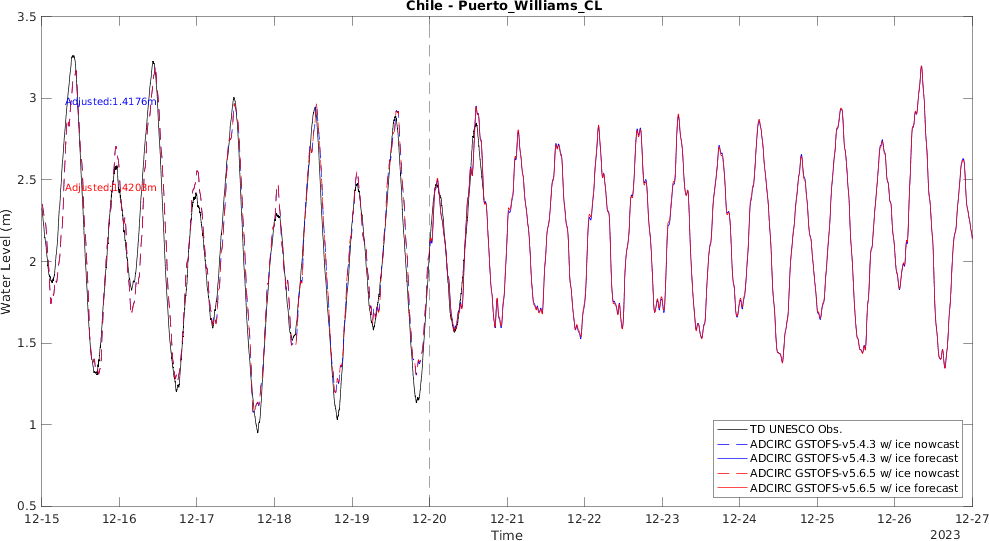 Chile - Puerto_Williams_CL
3.5
3
2.5
2
1.5
1
0.5
Water Level (m)
Adjusted:1.4176m
Adjusted:1.4203m
TD UNESCO Obs.
ADCIRC GSTOFS-v5.4.3 w/ ice nowcast
ADCIRC GSTOFS-v5.4.3 w/ ice forecast
ADCIRC GSTOFS-v5.6.5 w/ ice nowcast
ADCIRC GSTOFS-v5.6.5 w/ ice forecast
12-15 12-16 12-17 12-18 12-19 12-20 12-21 12-22 12-23 12-24 12-25 12-26 12-27
Time
2023